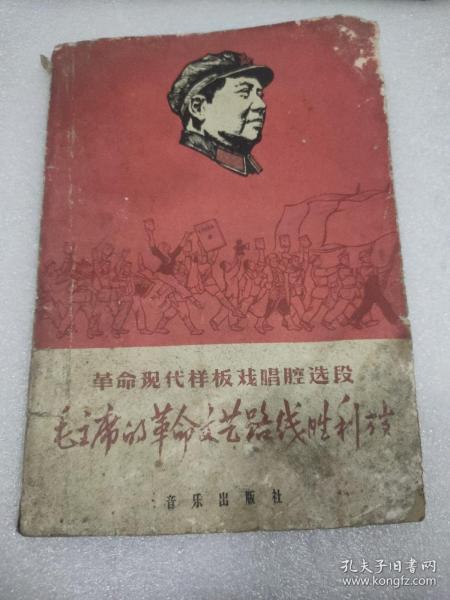 革命现代样板戏唱腔选段
毛主席的革命文艺路线胜利万岁
音乐出版社
孔夫子旧书网
www.kongfz.com